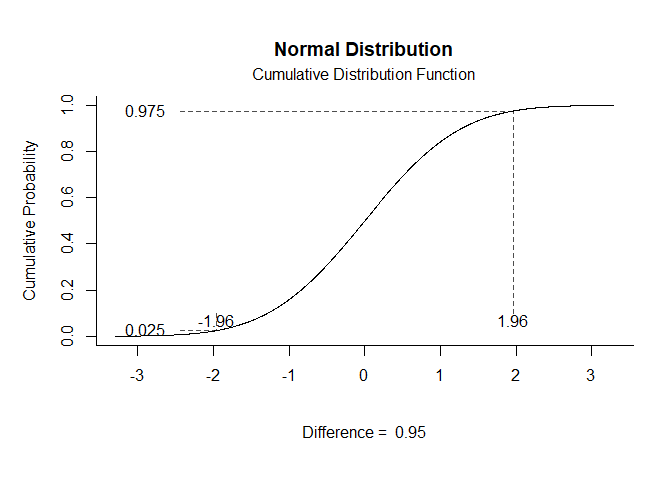 Normal Distribution
Cumulative Distribution Function
Cumulative Probability
1.0
0.8
0.6
0.4
0.2
0.0
0.975
0.025
-1.96
1.96
-3 -2 -1 0 1 2 3
Difference = 0.95